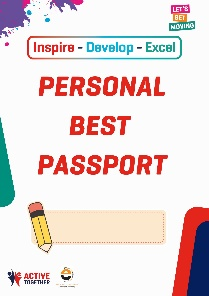 LET'S
GET
MOVING
Inspire - Develop - Excel
PERSONAL
BEST
PASSPORT
ACTIVE
TOGETHER